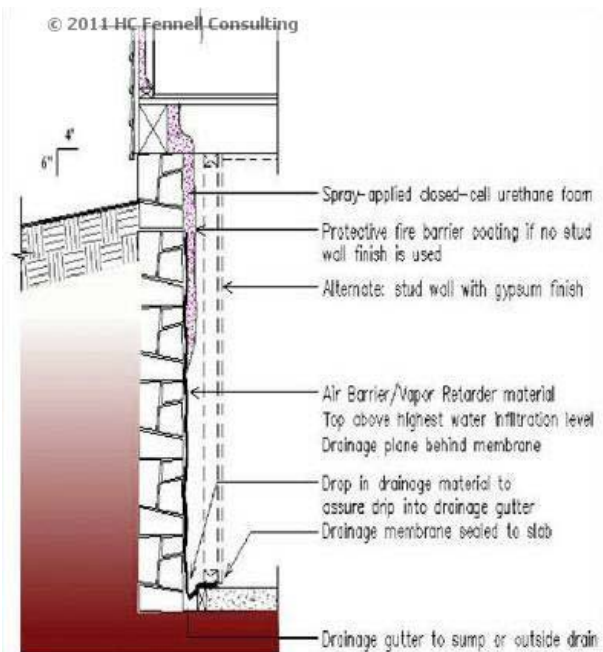 © 2011 HC Fennell Consulting
4'
6"
Spray-applied closed-cell urethane foam
Protective fire barrier coating if no stud
wall finish is used
Alternate: stud wall with gypsum finish
Air Barrier/Vapor Retarder material
Top above highest water infiltration level
Drainage plane behind membrane
Drop in drainage material to
assure drip into drainage gutter
Drainage membrane sealed to slab
Drainage gutter to sump or outside drain